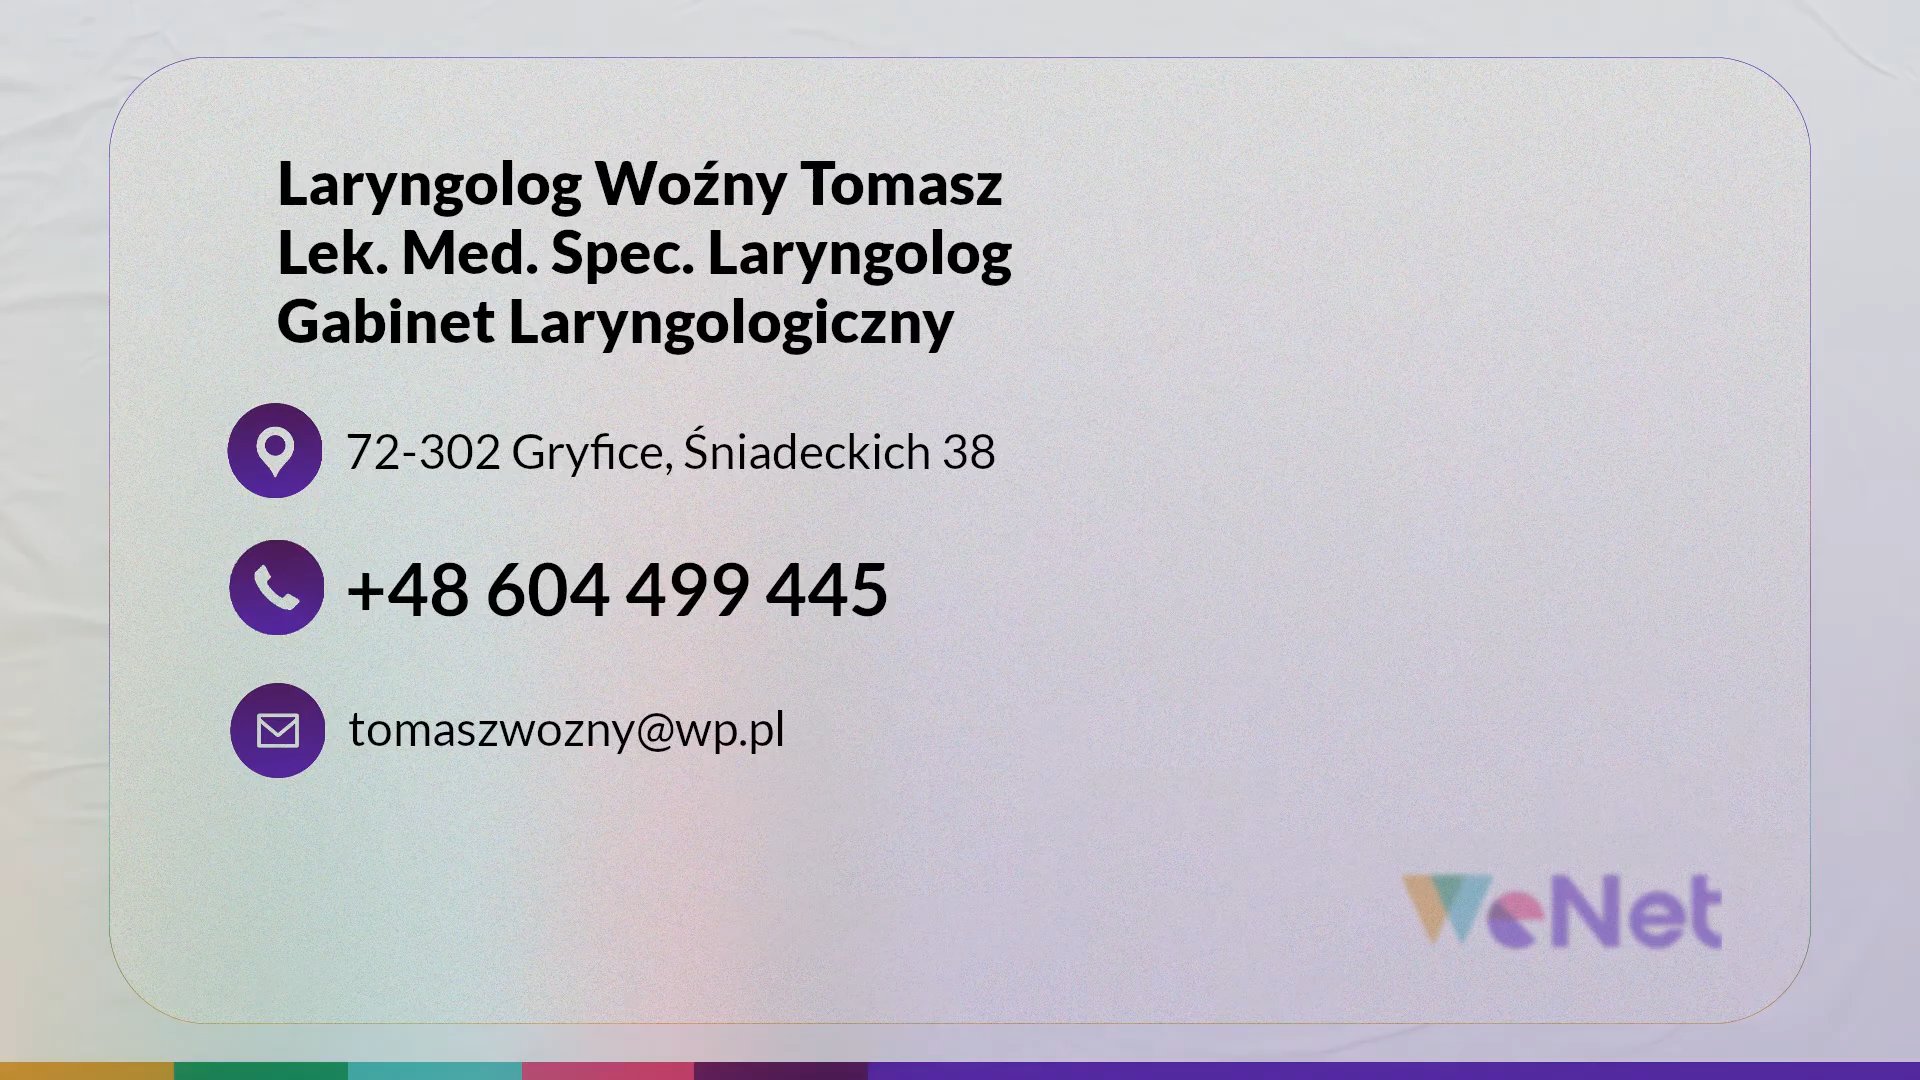 Laryngolog Woźny Tomasz
Lek. Med. Spec. Laryngolog
Gabinet Laryngologiczny
72-302 Gryfice, Śniadeckich 38
+48 604 499 445
tomaszwozny@wp.pl
WeNet